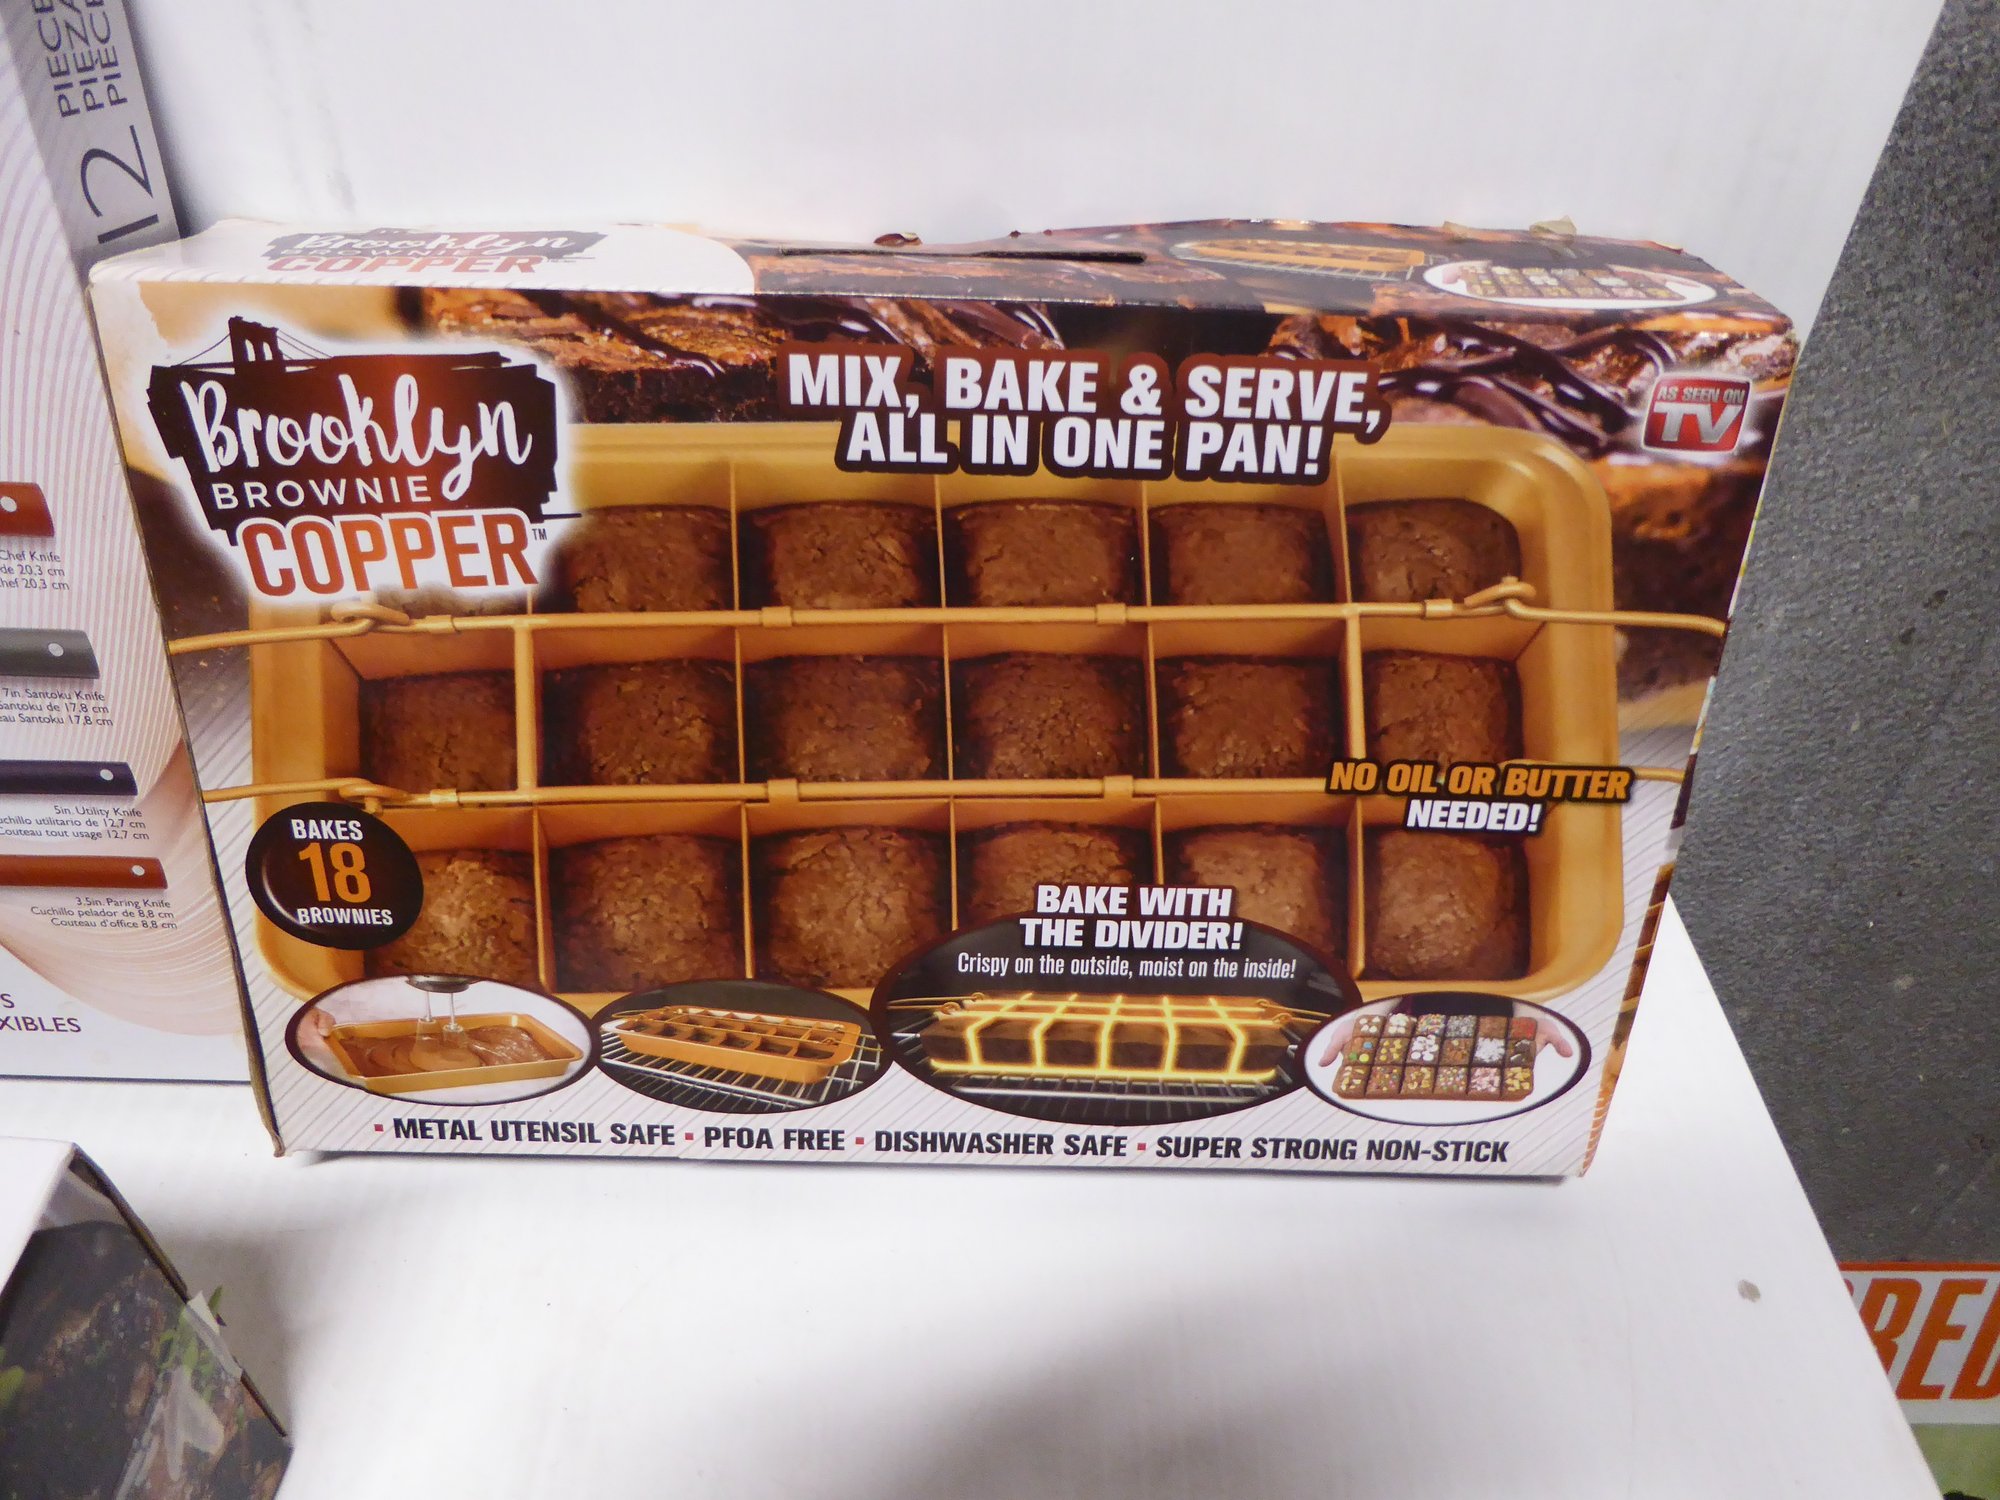 PIECE
PIEZA
PIÈCE
12
Chef Knife
de 20,3 cm
hef 20,3 cm
7in. Santoku Knife
Santoku de 17,8 cm
au Santoku 17,8 cm
5in. Utility Knife
uchillo utilitario de 12,7 cm
Couteau tout usage 12,7 cm
3.5in. Paring Knife
Cuchillo pelador de 8,8 cm
Couteau d'office 8,8 cm
S
XIBLES
Brooklyn
BROWNIE
COPPER
Brooklyn
BROWNIE
COPPER™
MIX, BAKE & SERVE,
ALL IN ONE PAN!
AS SEEN ON
TV
NO OIL OR BUTTER
NEEDED!
BAKES
18
BROWNIES
BAKE WITH
THE DIVIDER!
Crispy on the outside, moist on the inside!
▪ METAL UTENSIL SAFE ▪ PFOA FREE ▪ DISHWASHER SAFE ▪ SUPER STRONG NON-STICK